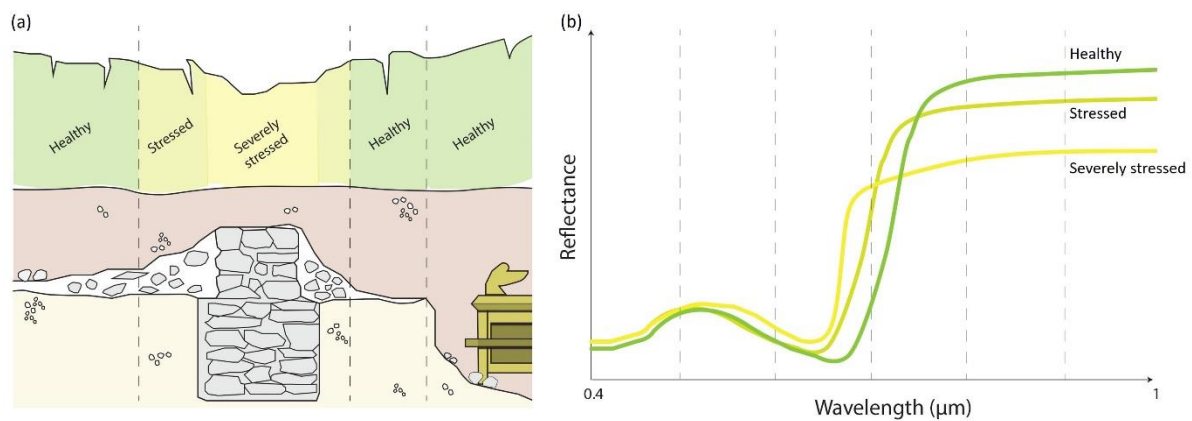 (a)
Healthy
Stressed
Severely
stressed
Healthy
Healthy
(b)
Reflectance
Healthy
Stressed
Severely stressed
0.4
Wavelength (μm)
1